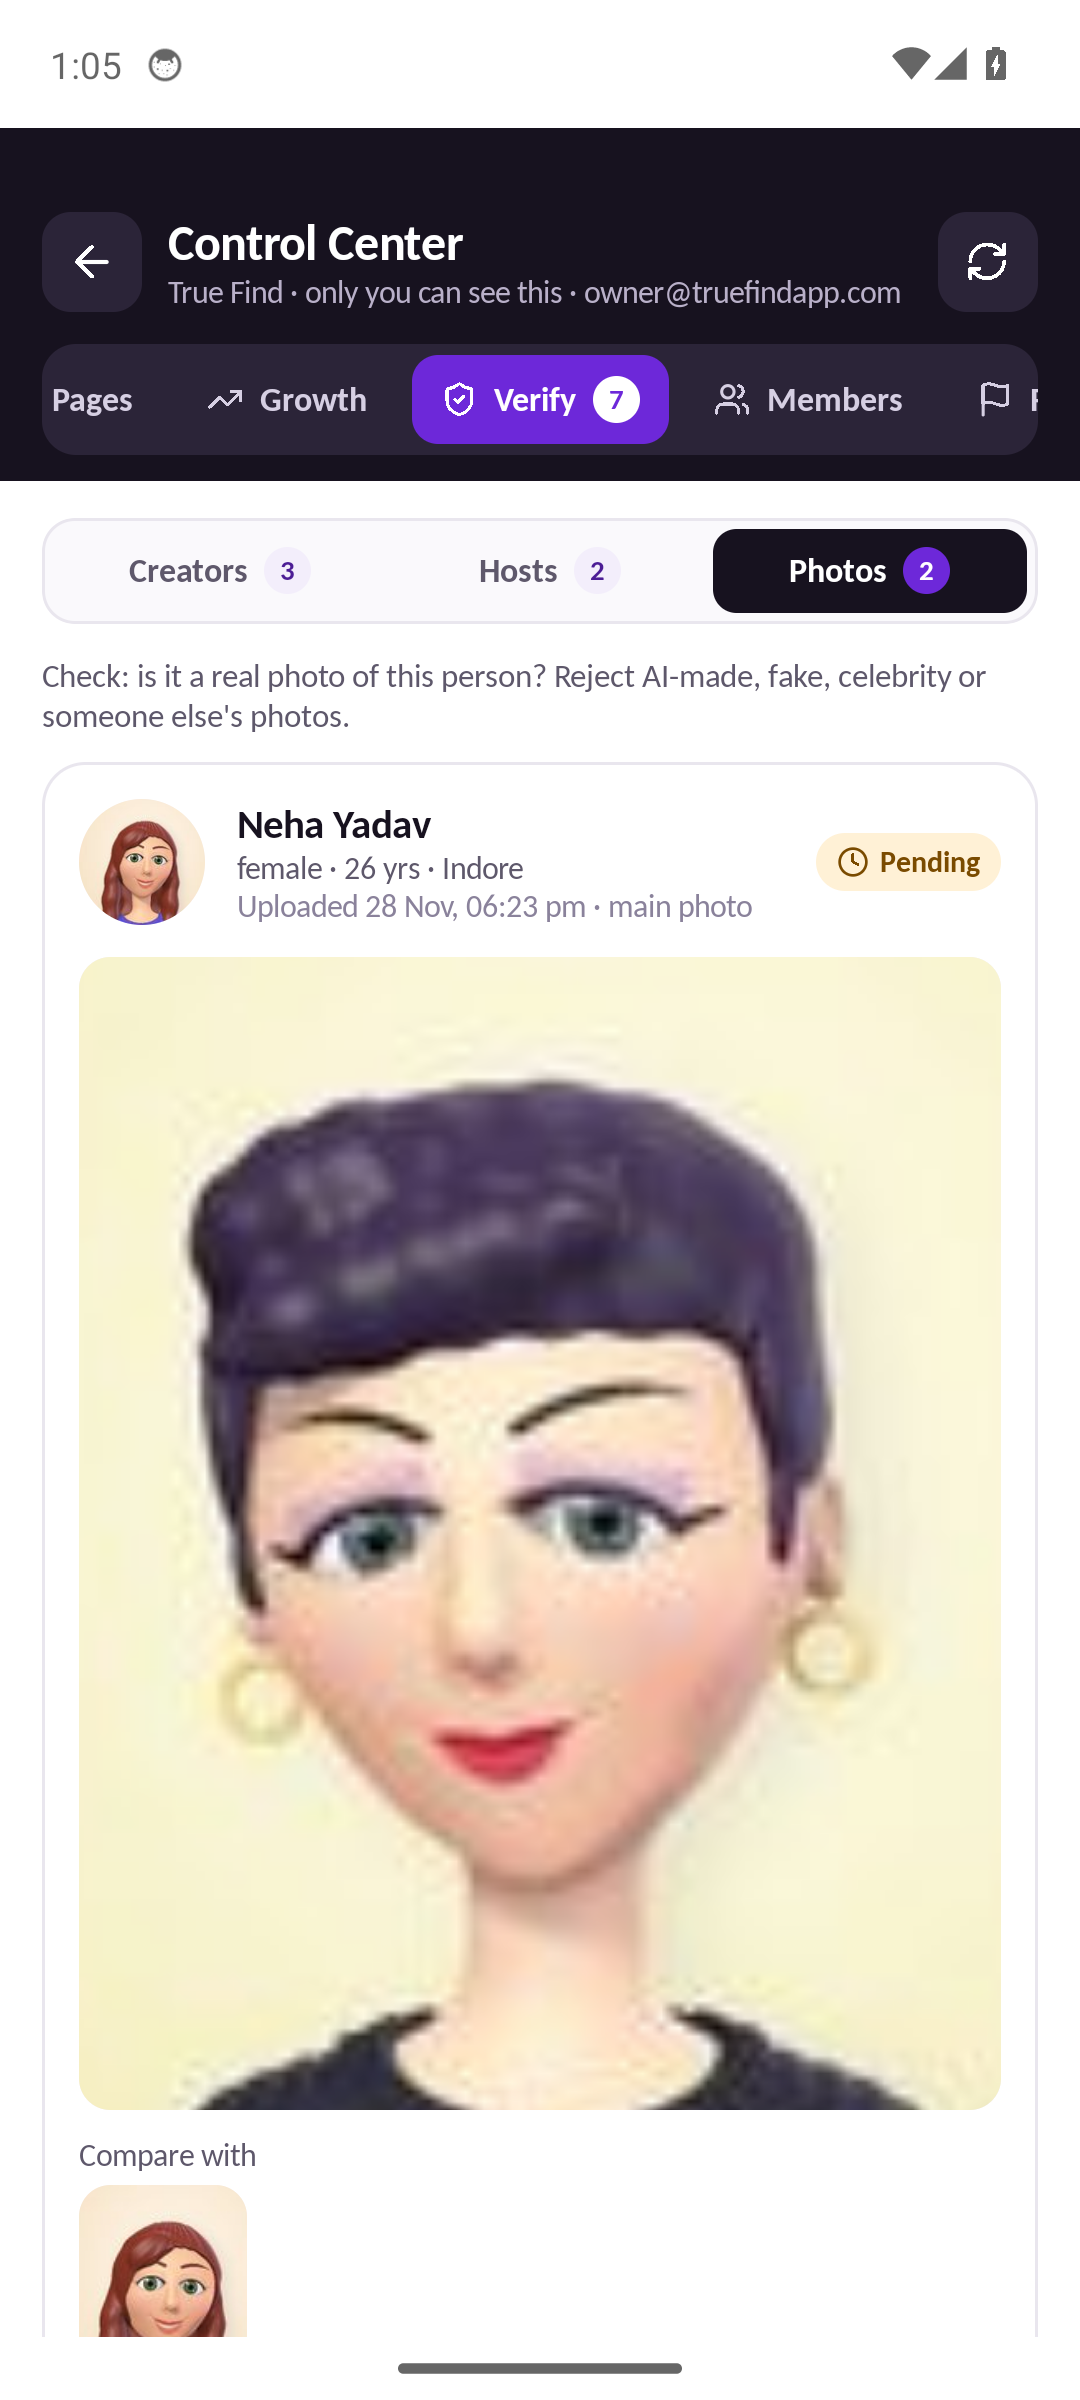 1:05
Control Center
True Find · only you can see this · owner@truefindapp.com
Pages Growth Verify 7 Members
Creators 3 Hosts 2 Photos 2
Check: is it a real photo of this person? Reject AI-made, fake, celebrity or
someone else's photos.
Neha Yadav
female · 26 yrs · Indore
Pending
Uploaded 28 Nov, 06:23 pm · main photo
Compare with